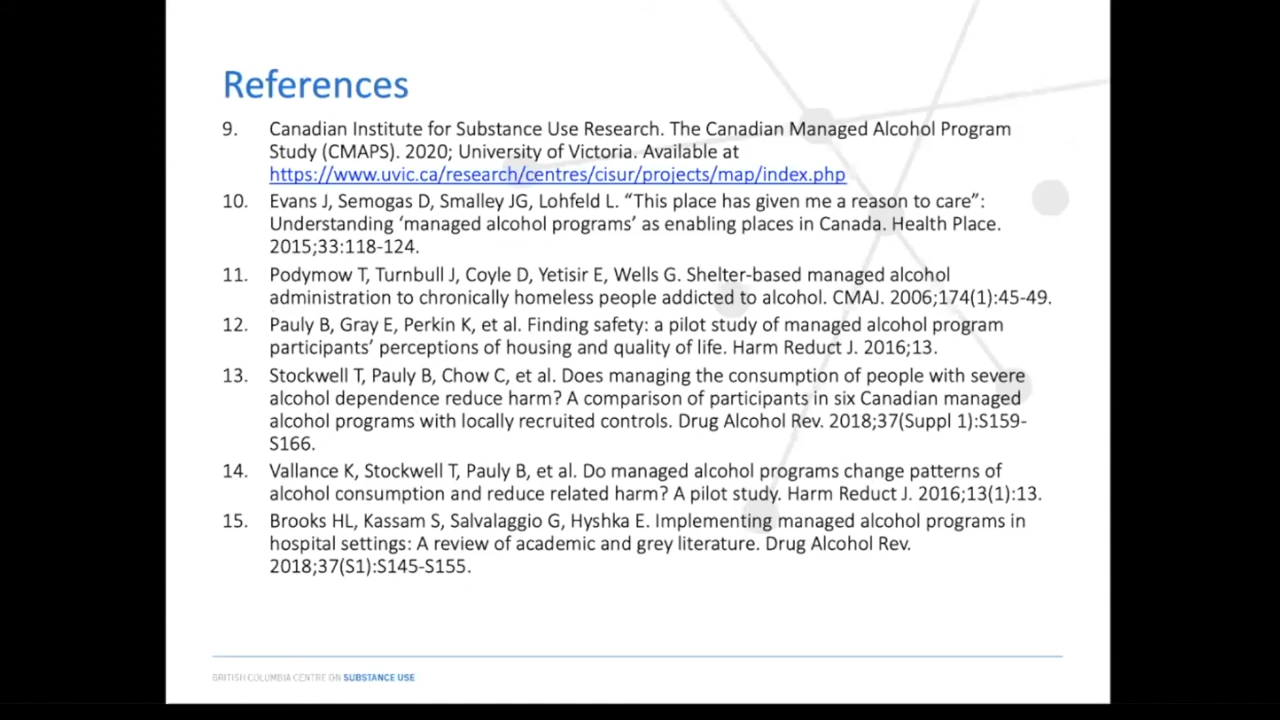 References
9. Canadian Institute for Substance Use Research. The Canadian Managed Alcohol Program
Study (CMAPS). 2020; University of Victoria. Available at
https://www.uvic.ca/research/centres/cisur/projects/map/index.php
10. Evans J, Semogas D, Smalley JG, Lohfeld L. “This place has given me a reason to care”:
Understanding ‘managed alcohol programs’ as enabling places in Canada. Health Place.
2015;33:118-124.
11. Podymow T, Turnbull J, Coyle D, Yetisir E, Wells G. Shelter-based managed alcohol
administration to chronically homeless people addicted to alcohol. CMAJ. 2006;174(1):45-49.
12. Pauly B, Gray E, Perkin K, et al. Finding safety: a pilot study of managed alcohol program
participants’ perceptions of housing and quality of life. Harm Reduct J. 2016;13.
13. Stockwell T, Pauly B, Chow C, et al. Does managing the consumption of people with severe
alcohol dependence reduce harm? A comparison of participants in six Canadian managed
alcohol programs with locally recruited controls. Drug Alcohol Rev. 2018;37(Suppl 1):S159-
S166.
14. Vallance K, Stockwell T, Pauly B, et al. Do managed alcohol programs change patterns of
alcohol consumption and reduce related harm? A pilot study. Harm Reduct J. 2016;13(1):13.
15. Brooks HL, Kassam S, Salvalaggio G, Hyshka E. Implementing managed alcohol programs in
hospital settings: A review of academic and grey literature. Drug Alcohol Rev.
2018;37(S1):S145-S155.
BRITISH COLUMBIA CENTRE ON SUBSTANCE USE